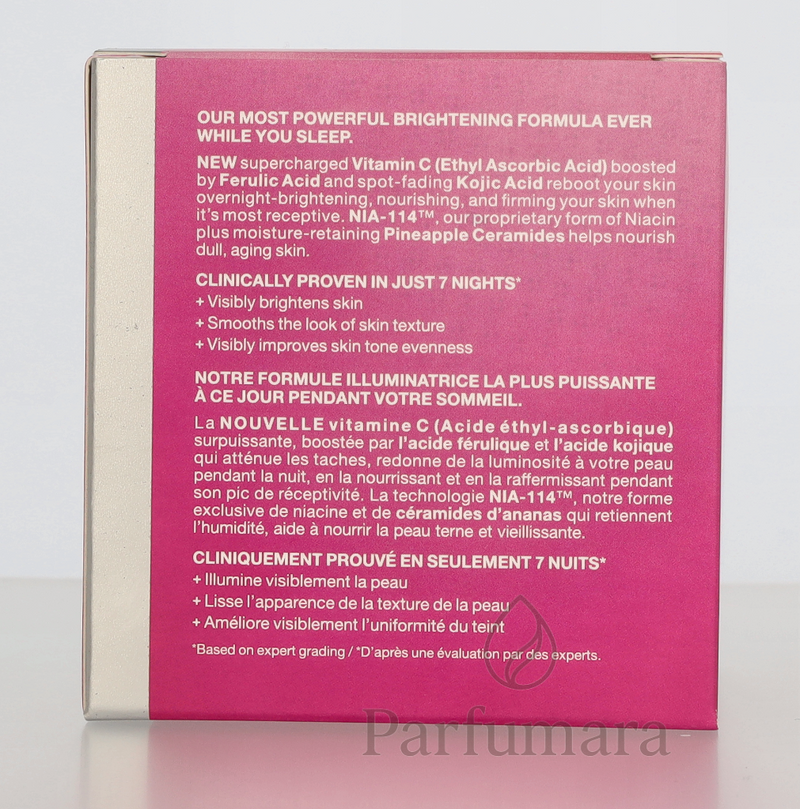 OUR MOST POWERFUL BRIGHTENING FORMULA EVER
WHILE YOU SLEEP.
NEW supercharged Vitamin C (Ethyl Ascorbic Acid) boosted
by Ferulic Acid and spot-fading Kojic Acid reboot your skin
overnight-brightening, nourishing, and firming your skin when
it's most receptive. NIA-114™, our proprietary form of Niacin
plus moisture-retaining Pineapple Ceramides helps nourish
dull, aging skin.
CLINICALLY PROVEN IN JUST 7 NIGHTS*
+ Visibly brightens skin
+ Smooths the look of skin texture
+ Visibly improves skin tone evenness
NOTRE FORMULE ILLUMINATRICE LA PLUS PUISSANTE
À CE JOUR PENDANT VOTRE SOMMEIL.
La NOUVELLE vitamine C (Acide éthyl-ascorbique)
surpuissante, boostée par l'acide férulique et l'acide kojique
qui atténue les taches, redonne de la luminosité à votre peau
pendant la nuit, en la nourrissant et en la raffermissant pendant
son pic de réceptivité. La technologie NIA-114™, notre forme
exclusive de niacine et de céramides d'ananas qui retiennent
l'humidité, aide à nourrir la peau terne et vieillissante.
CLINIQUEMENT PROUVÉ EN SEULEMENT 7 NUITS*
+ Illumine visiblement la peau
+ Lisse l'apparence de la texture de la peau
+ Améliore visiblement l'uniformité du teint
*Based on expert grading / *D'après une évaluation par des experts.
Parfumara